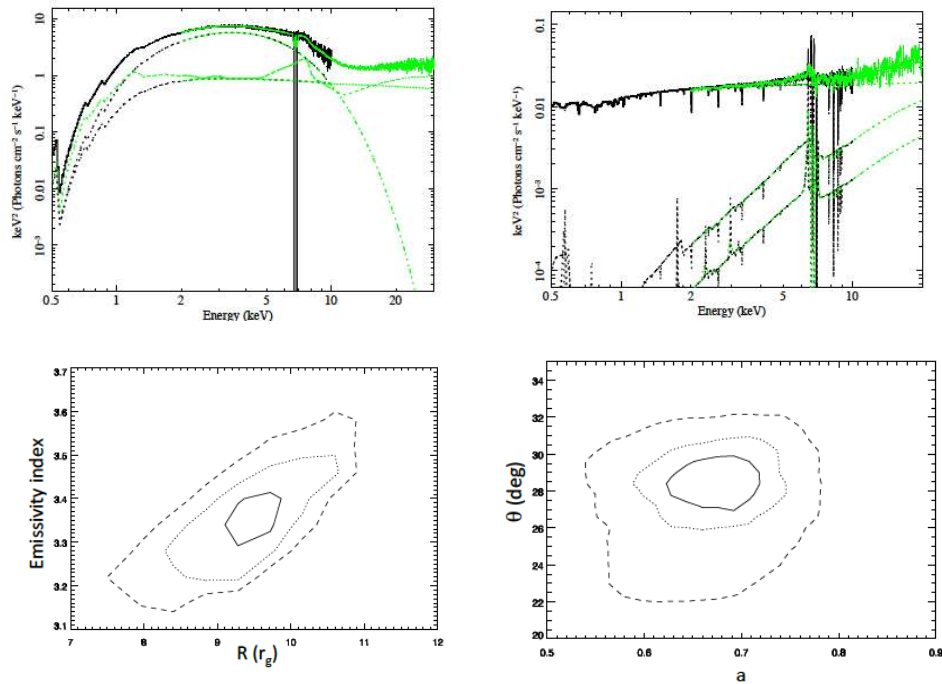 keV² (Photons cm⁻² s⁻¹ keV⁻¹)
10
1
0.1
0.01
10⁻³
0.5 1 2 5 10 20
Energy (keV)
keV² (Photons cm⁻² s⁻¹ keV⁻¹)
0.1
0.01
10⁻³
10⁻⁴
0.5 1 2 5 10
Energy (keV)
Emissivity index
3.7
3.6
3.5
3.4
3.3
3.2
3.1
7 8 9 10 11 12
R (r_g)
θ (deg)
34
32
30
28
26
24
22
20
0.5 0.6 0.7 0.8 0.9
a